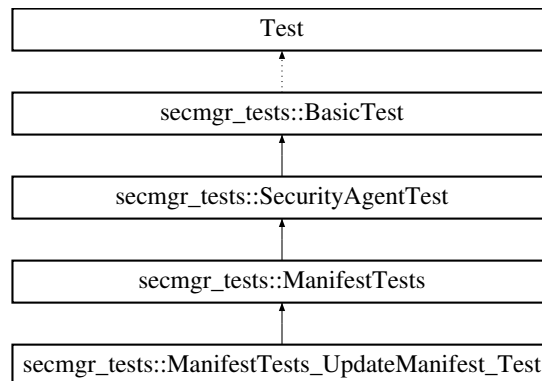 Test
secmgr_tests::BasicTest
secmgr_tests::SecurityAgentTest
secmgr_tests::ManifestTests
secmgr_tests::ManifestTests_UpdateManifest_Test